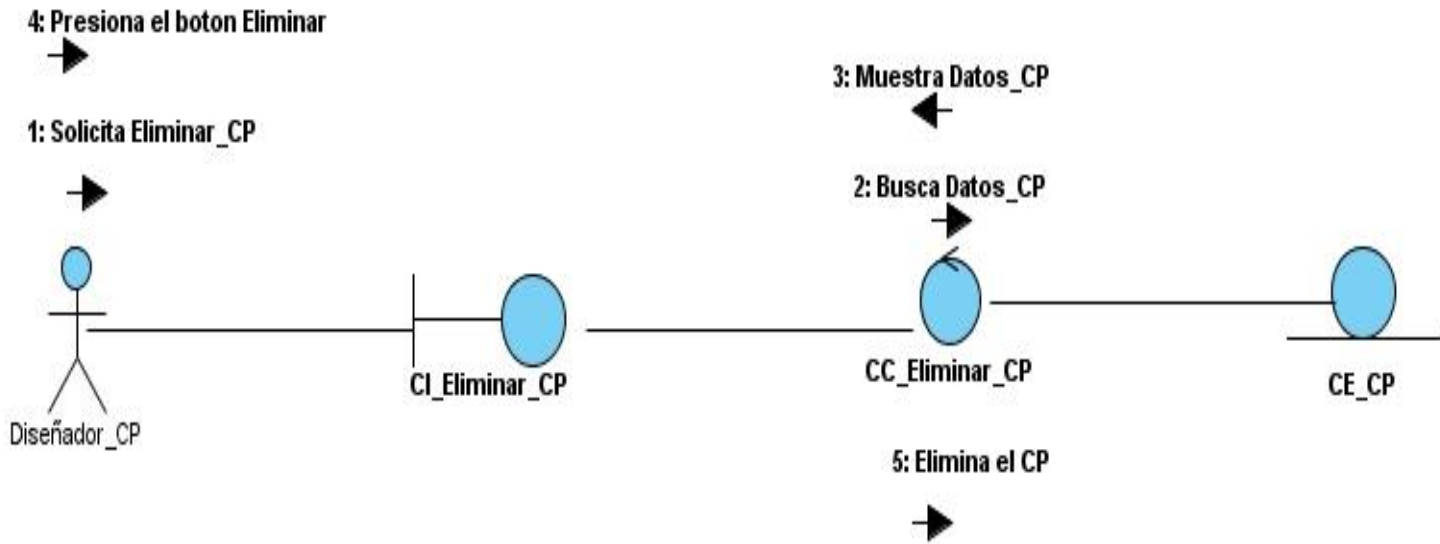 4: Presiona el boton Eliminar
3: Muestra Datos_CP
1: Solicita Eliminar_CP
2: Busca Datos_CP
CI_Eliminar_CP
CC_Eliminar_CP
CE_CP
Diseñador_CP
5: Elimina el CP